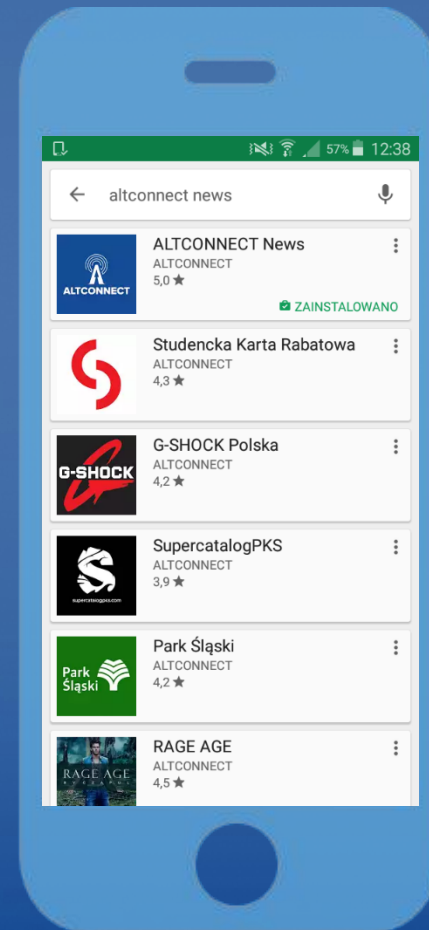 57% 12:38
altconnect news
ALTCONNECT
ALTCONNECT News
ALTCONNECT
5,0
ZAINSTALOWANO
Studencka Karta Rabatowa
ALTCONNECT
4,3
G-SHOCK
G-SHOCK Polska
ALTCONNECT
4,2
supercatalogpks.com
SupercatalogPKS
ALTCONNECT
3,9
Park
Śląski
Park Śląski
ALTCONNECT
4,2
RAGE AGE
RAGE AGE
ALTCONNECT
4,5